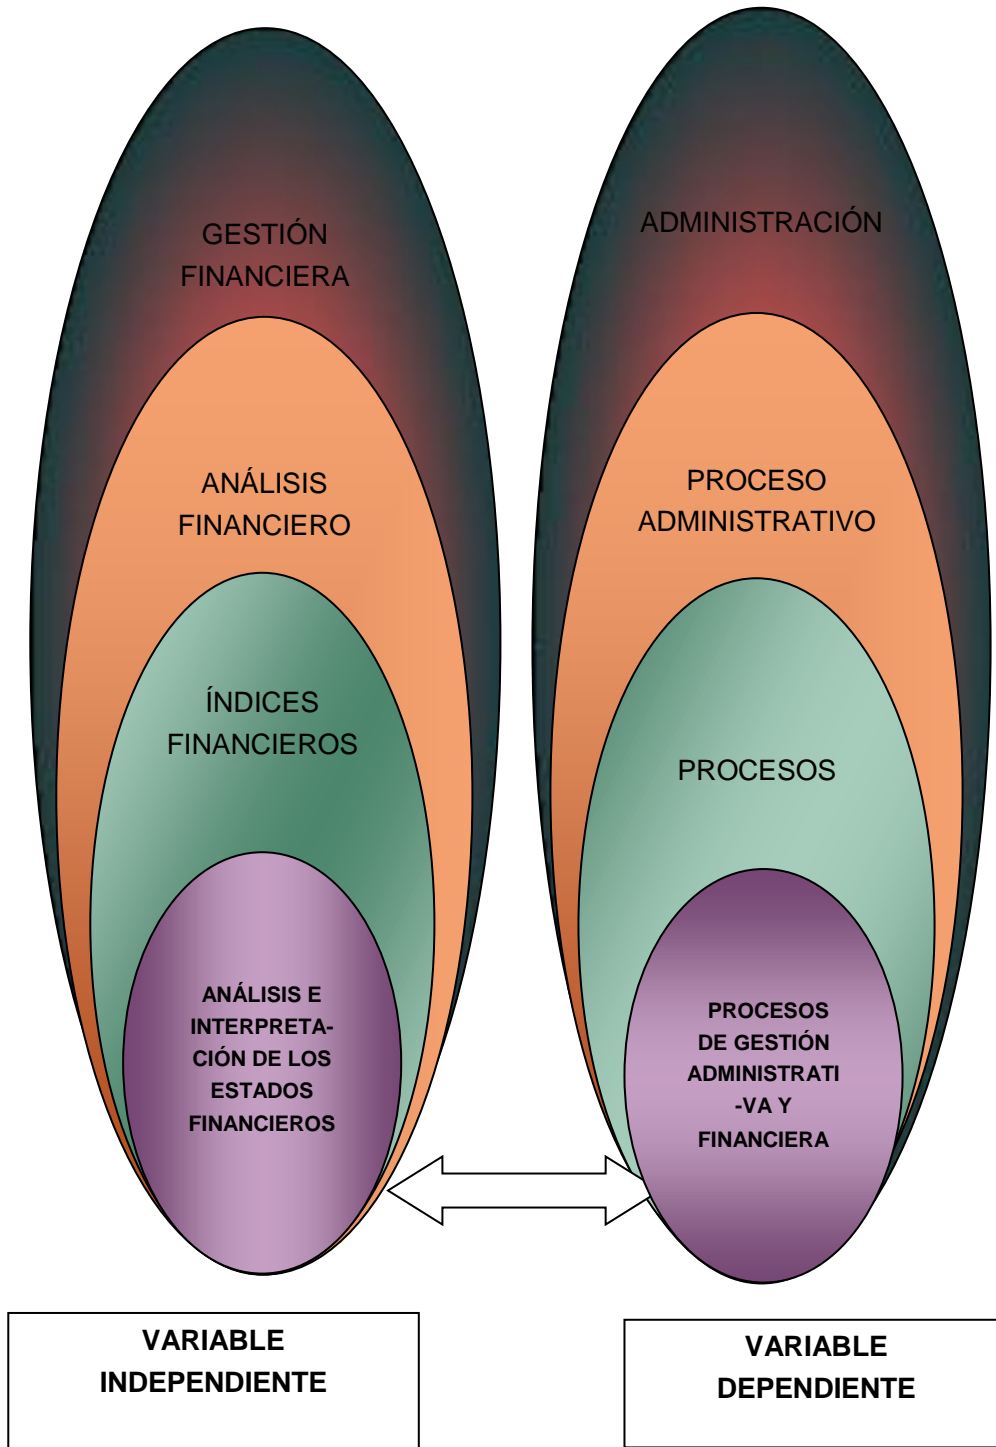 GESTIÓN
FINANCIERA
ANÁLISIS
FINANCIERO
ÍNDICES
FINANCIEROS
ANÁLISIS E
INTERPRETA-
CIÓN DE LOS
ESTADOS
FINANCIEROS
VARIABLE
INDEPENDIENTE
ADMINISTRACIÓN
PROCESO
ADMINISTRATIVO
PROCESOS
PROCESOS
DE GESTIÓN
ADMINISTRATI
-VA Y
FINANCIERA
VARIABLE
DEPENDIENTE